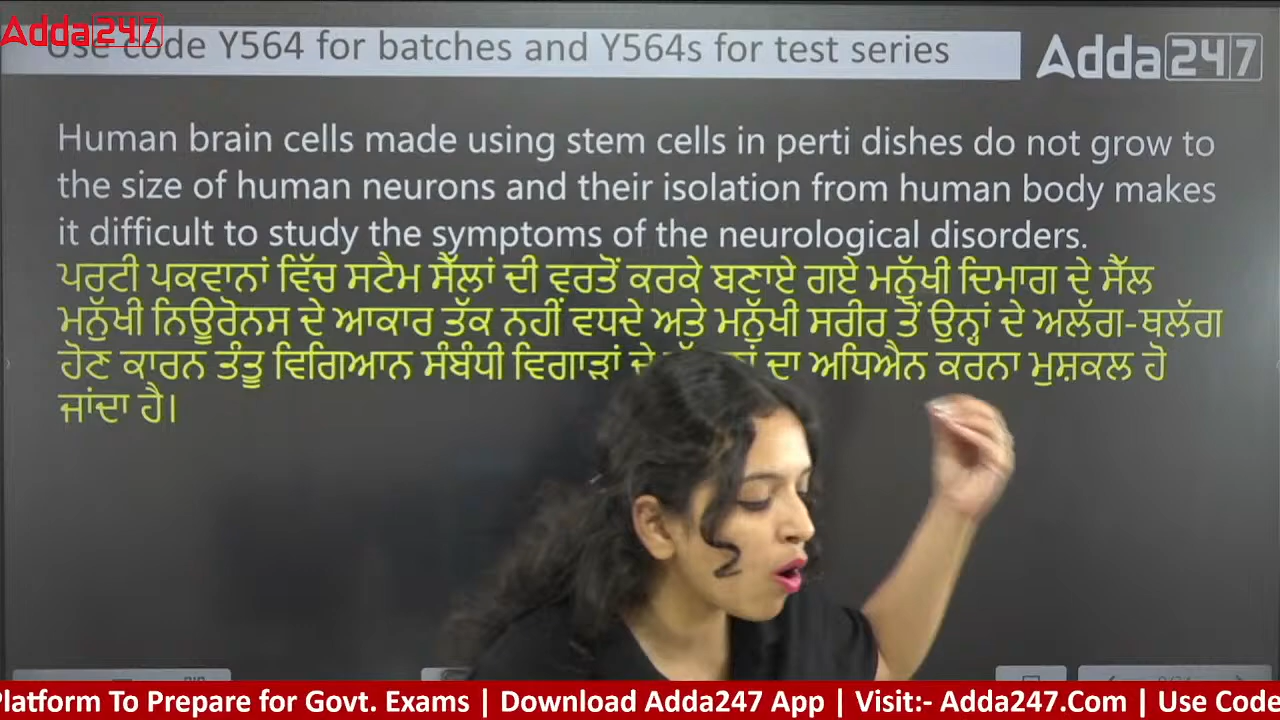 Adda247
Use code Y564 for batches and Y564s for test series
Adda247
Human brain cells made using stem cells in perti dishes do not grow to
the size of human neurons and their isolation from human body makes
it difficult to study the symptoms of the neurological disorders.
ਪਰਟੀ ਪਕਵਾਨਾਂ ਵਿੱਚ ਸਟੈਮ ਸੈੱਲਾਂ ਦੀ ਵਰਤੋਂ ਕਰਕੇ ਬਣਾਏ ਗਏ ਮਨੁੱਖੀ ਦਿਮਾਗ ਦੇ ਸੈੱਲ
ਮਨੁੱਖੀ ਨਿਊਰੋਨਸ ਦੇ ਆਕਾਰ ਤੱਕ ਨਹੀਂ ਵਧਦੇ ਅਤੇ ਮਨੁੱਖੀ ਸਰੀਰ ਤੋਂ ਉਨ੍ਹਾਂ ਦੇ ਅਲੱਗ-ਥਲੱਗ
ਹੋਣ ਕਾਰਨ ਤੰਤੂ ਵਿਗਿਆਨ ਸੰਬੰਧੀ ਵਿਗਾੜਾਂ ਦਾ ਅਧਿਐਨ ਕਰਨਾ ਮੁਸ਼ਕਲ ਹੋ
ਜਾਂਦਾ ਹੈ।
Platform To Prepare for Govt. Exams | Download Adda247 App | Visit:- Adda247.Com | Use Code